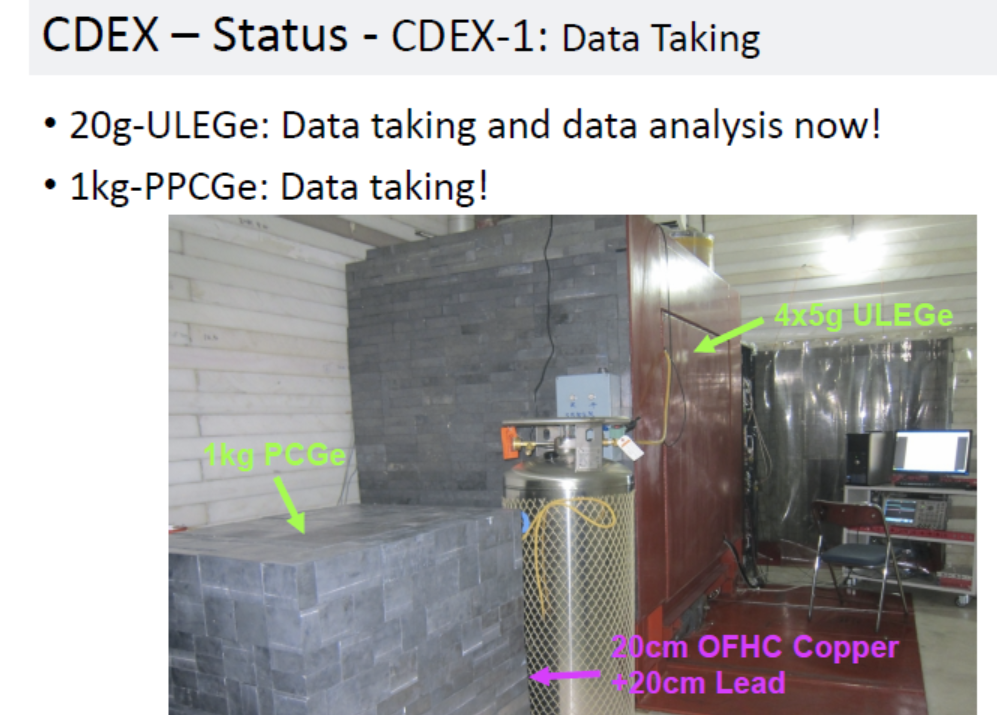 CDEX – Status - CDEX-1: Data Taking
• 20g-ULEGe: Data taking and data analysis now!
• 1kg-PPCGe: Data taking!
4x5g ULEGe
1kg PCGe
20cm OFHC Copper
+20cm Lead